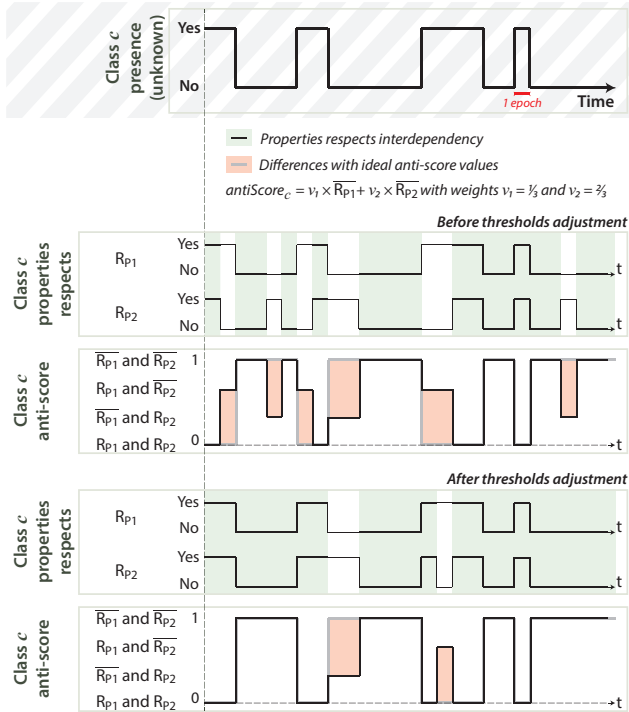 Class 𝒸 presence (unknown)
Yes
No
Time
1 epoch
Properties respects interdependency
Differences with ideal anti-score values
antiScore𝒸 = v₁ × R̅P̅1̅ + v₂ × R̅P̅2̅ with weights v₁ = ⅓ and v₂ = ⅔
Before thresholds adjustment
Class 𝒸 properties respects
RP1
Yes
No
t
RP2
Yes
No
t
Class 𝒸 anti-score
R̅P̅1̅ and R̅P̅2̅
1
RP1 and R̅P̅2̅
R̅P̅1̅ and RP2
RP1 and RP2
0
t
After thresholds adjustment
Class 𝒸 properties respects
RP1
Yes
No
t
RP2
Yes
No
t
Class 𝒸 anti-score
R̅P̅1̅ and R̅P̅2̅
1
RP1 and R̅P̅2̅
R̅P̅1̅ and RP2
RP1 and RP2
0
t